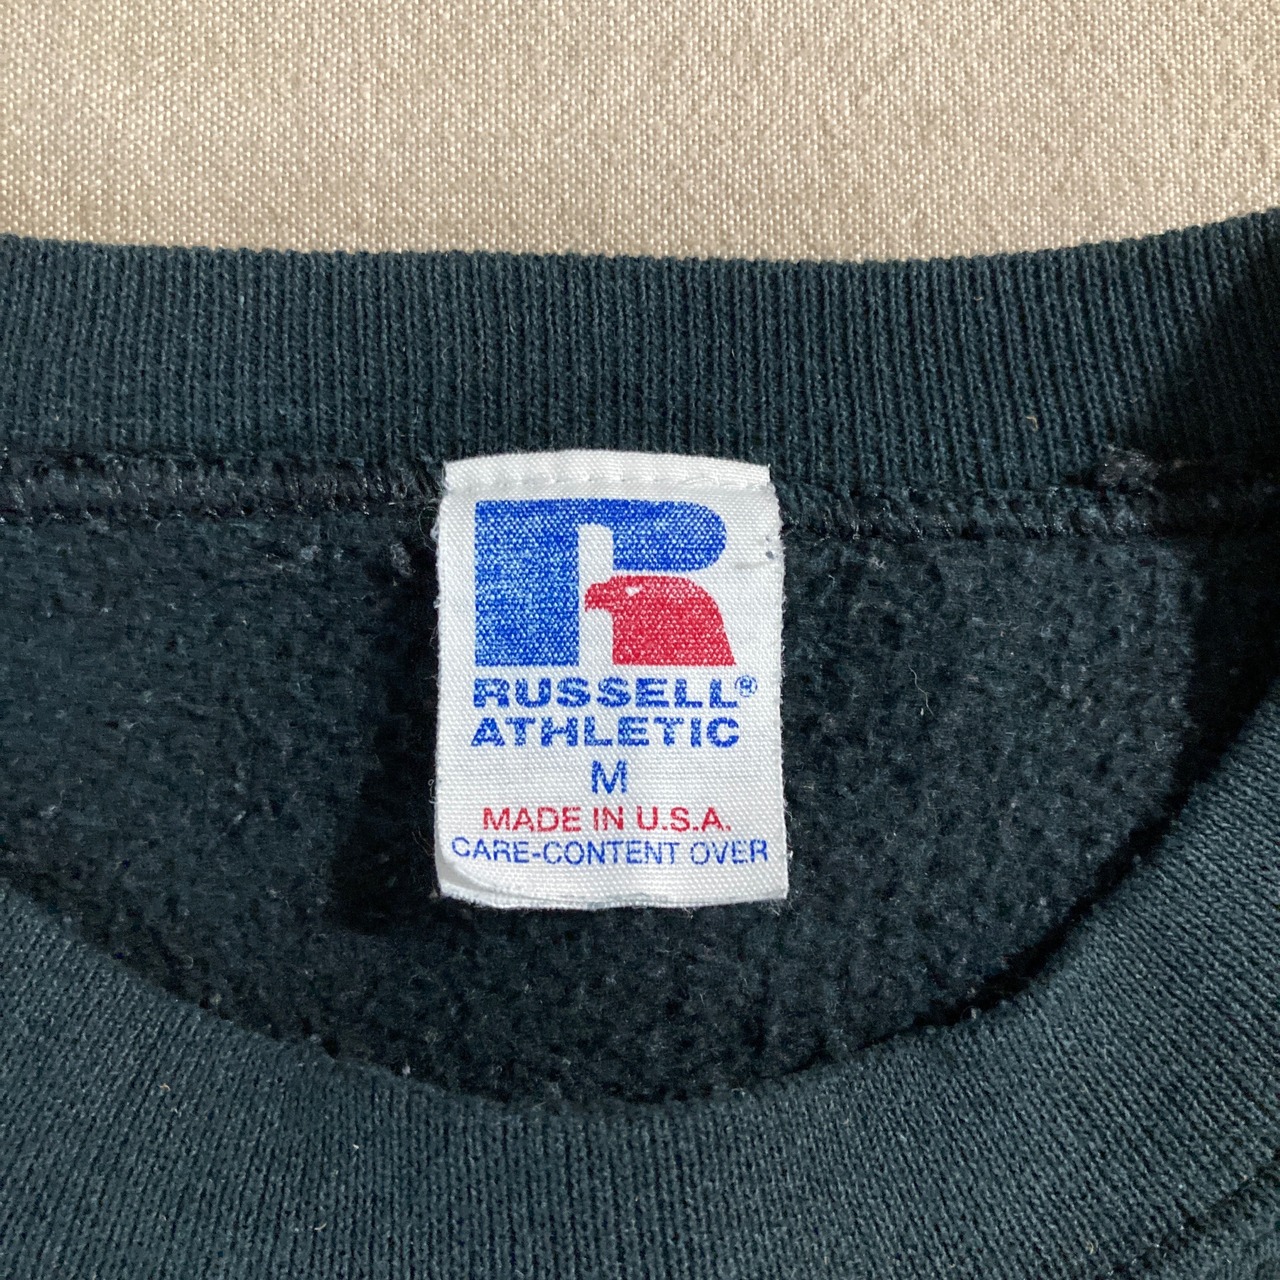 RUSSELL®
ATHLETIC
M
MADE IN U.S.A.
CARE-CONTENT OVER